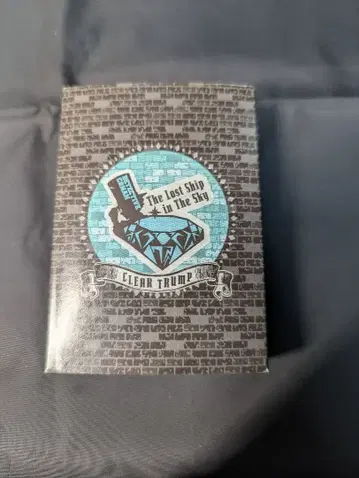 The Lost Ship
in The Sky
CLEAR TRUMP